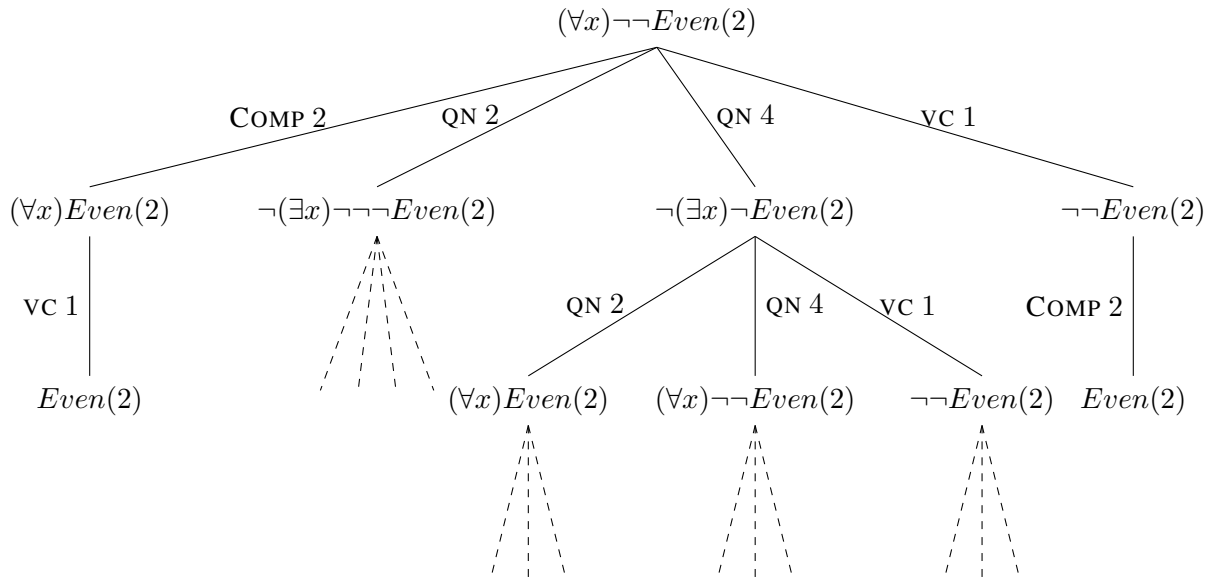 (∀x)¬¬Even(2)
COMP 2 QN 2 QN 4 VC 1
(∀x)Even(2) ¬(∃x)¬¬¬Even(2) ¬(∃x)¬Even(2) ¬¬Even(2)
VC 1 QN 2 QN 4 VC 1 COMP 2
Even(2) (∀x)Even(2) (∀x)¬¬Even(2) ¬¬Even(2) Even(2)